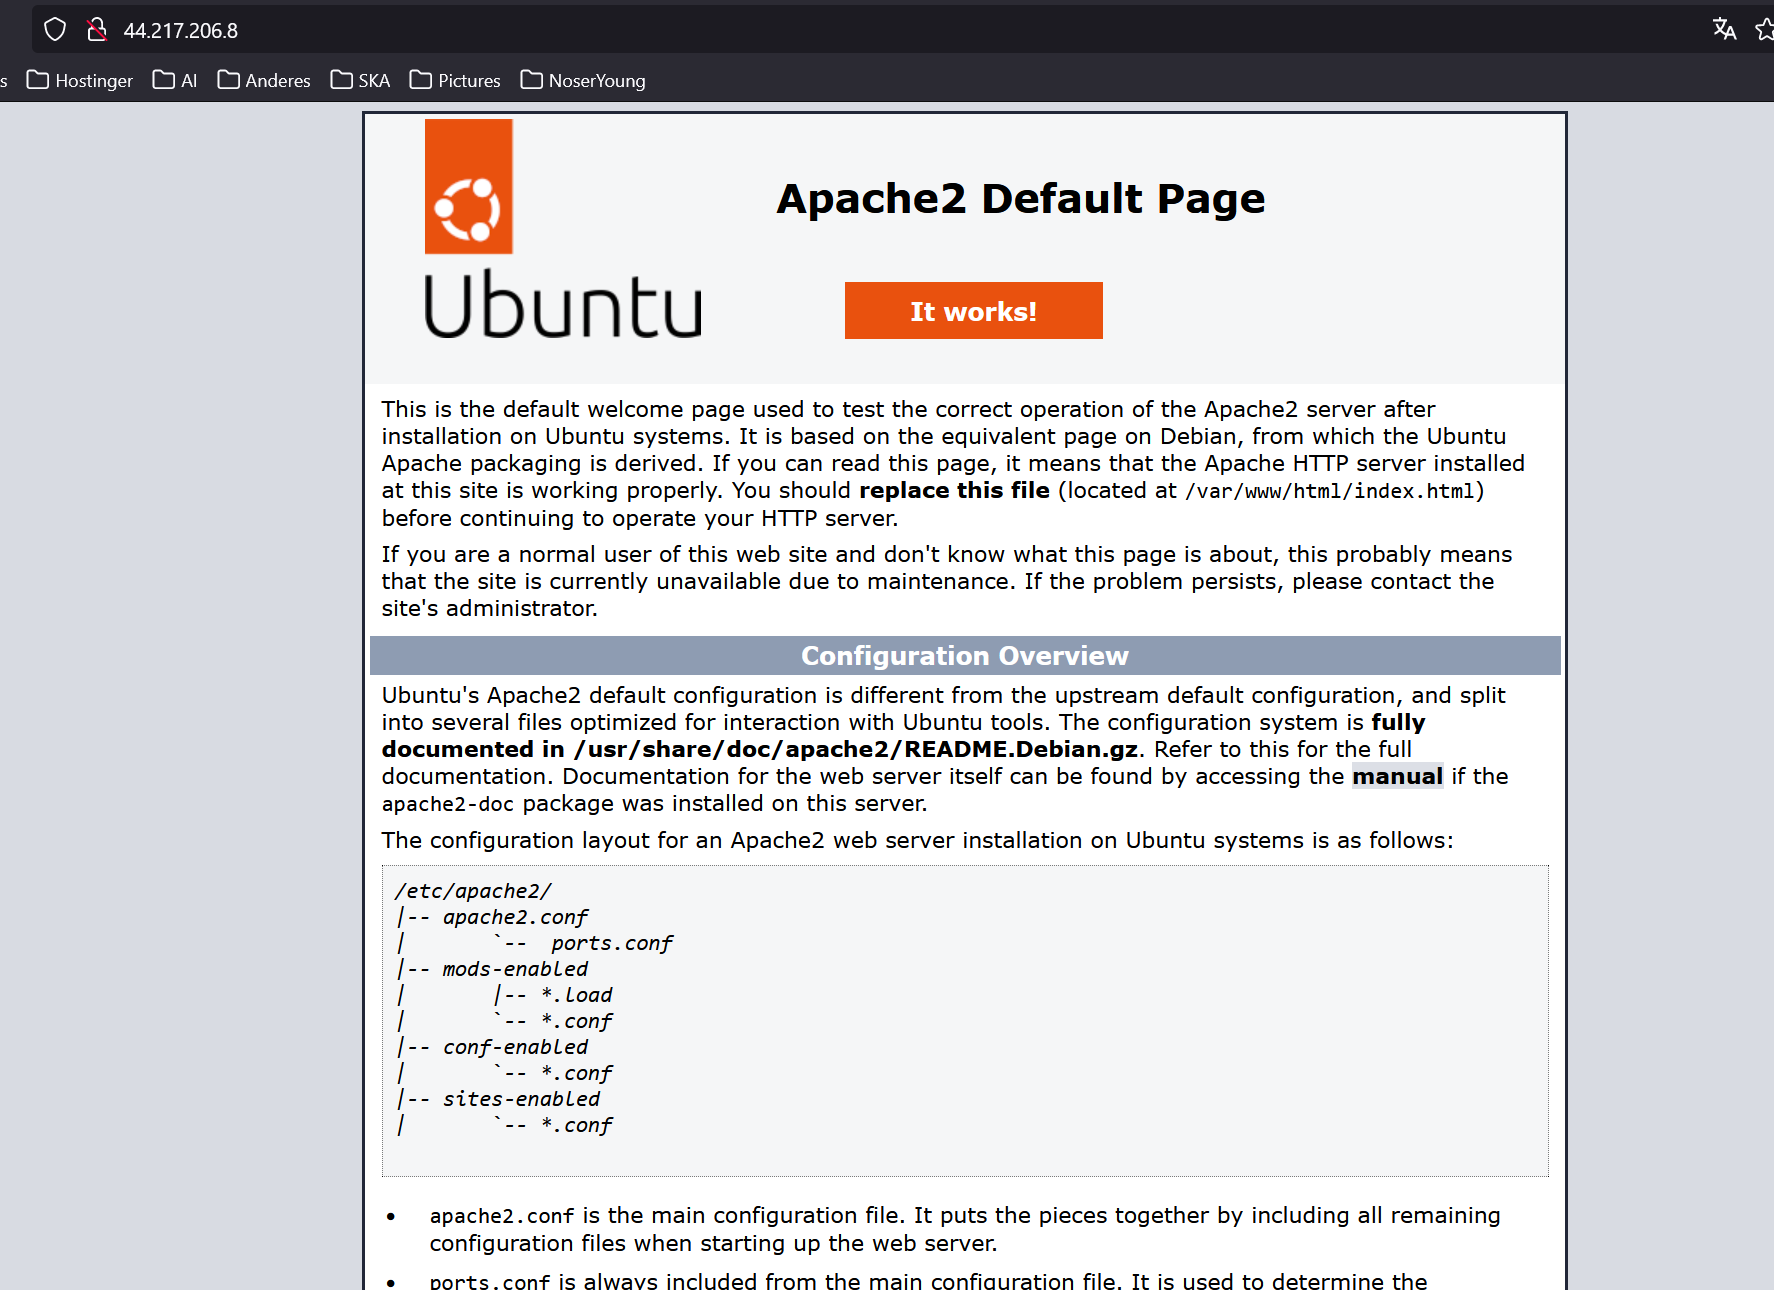 44.217.206.8
s Hostinger AI Anderes SKA Pictures NoserYoung
Ubuntu
Apache2 Default Page
It works!
This is the default welcome page used to test the correct operation of the Apache2 server after
installation on Ubuntu systems. It is based on the equivalent page on Debian, from which the Ubuntu
Apache packaging is derived. If you can read this page, it means that the Apache HTTP server installed
at this site is working properly. You should replace this file (located at /var/www/html/index.html)
before continuing to operate your HTTP server.
If you are a normal user of this web site and don't know what this page is about, this probably means
that the site is currently unavailable due to maintenance. If the problem persists, please contact the
site's administrator.
Configuration Overview
Ubuntu's Apache2 default configuration is different from the upstream default configuration, and split
into several files optimized for interaction with Ubuntu tools. The configuration system is fully
documented in /usr/share/doc/apache2/README.Debian.gz. Refer to this for the full
documentation. Documentation for the web server itself can be found by accessing the manual if the
apache2-doc package was installed on this server.
The configuration layout for an Apache2 web server installation on Ubuntu systems is as follows:
/etc/apache2/
|-- apache2.conf
|       `--  ports.conf
|-- mods-enabled
|       |-- *.load
|       `-- *.conf
|-- conf-enabled
|       `-- *.conf
|-- sites-enabled
|       `-- *.conf
• apache2.conf is the main configuration file. It puts the pieces together by including all remaining
configuration files when starting up the web server.
• ports.conf is always included from the main configuration file. It is used to determine the